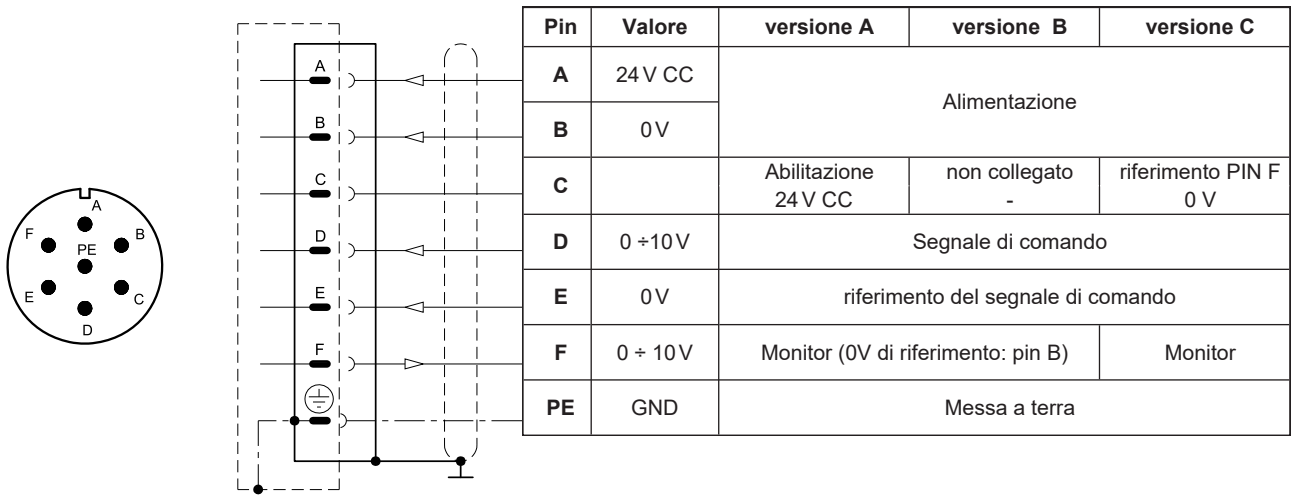 A
F
B
PE
E
C
D
A
B
C
D
E
F
Pin Valore versione A versione B versione C
A 24 V CC Alimentazione
B 0 V
C Abilitazione 24 V CC non collegato - riferimento PIN F 0 V
D 0 ÷10 V Segnale di comando
E 0 V riferimento del segnale di comando
F 0 ÷ 10 V Monitor (0V di riferimento: pin B) Monitor
PE GND Messa a terra